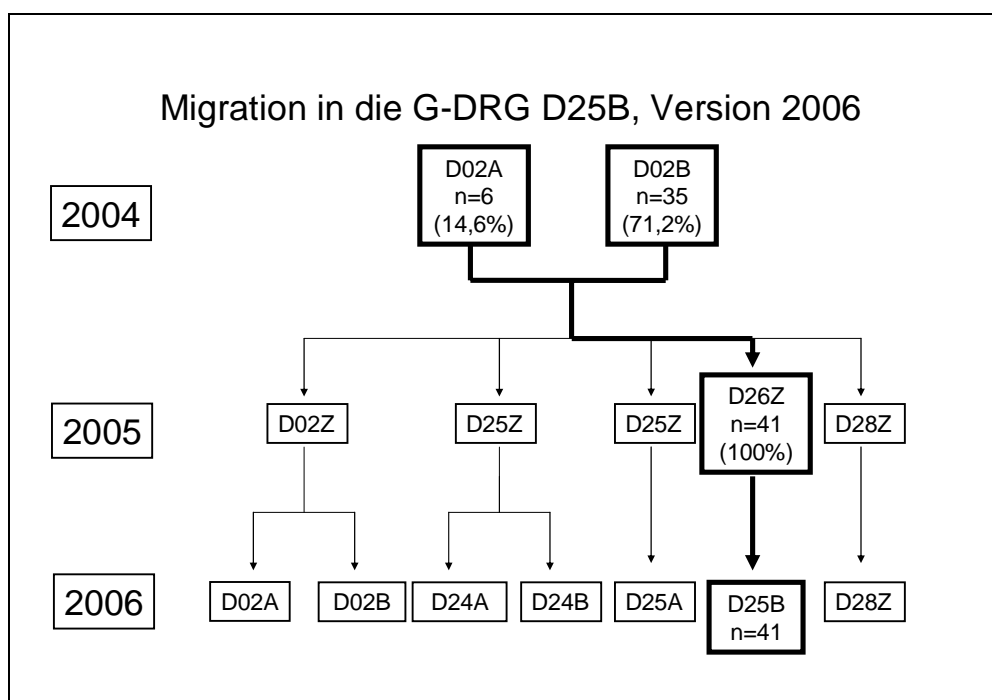 Migration in die G-DRG D25B, Version 2006
2004
D02A
n=6
(14,6%)
D02B
n=35
(71,2%)
2005
D02Z
D25Z
D25Z
D26Z
n=41
(100%)
D28Z
2006
D02A
D02B
D24A
D24B
D25A
D25B
n=41
D28Z